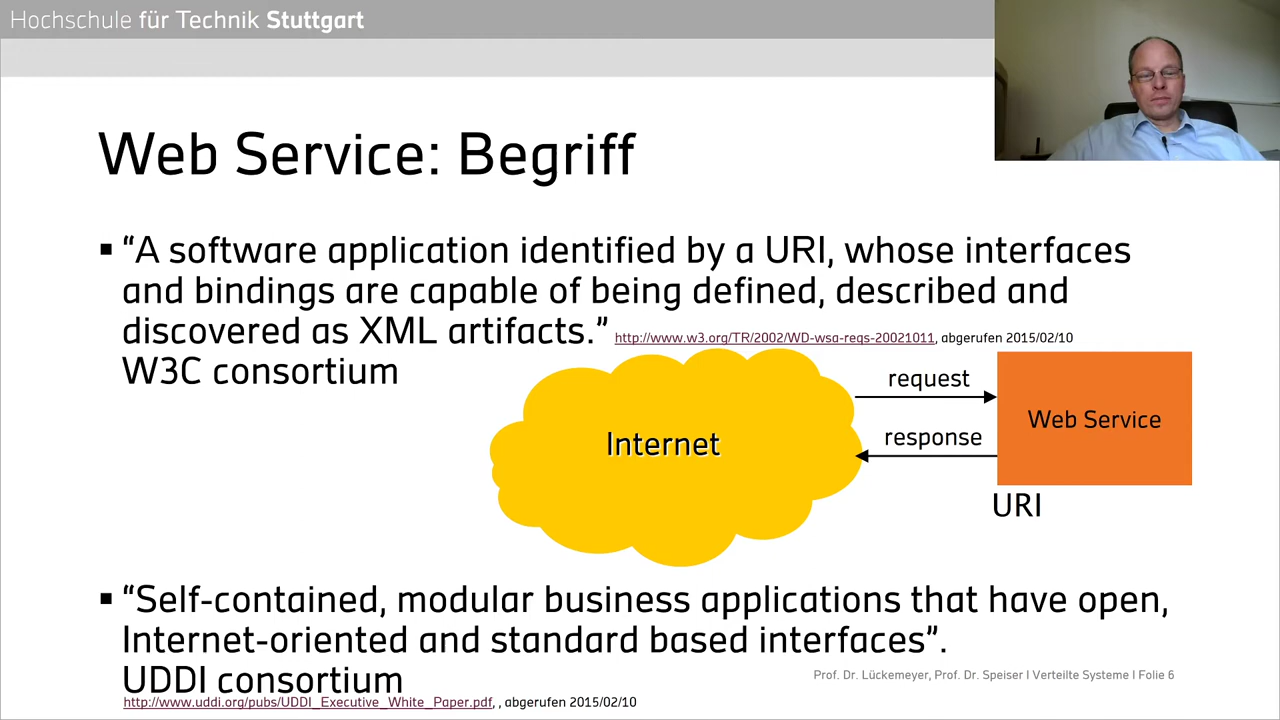 Hochschule für Technik Stuttgart
Web Service: Begriff
▪ “A software application identified by a URI, whose interfaces
and bindings are capable of being defined, described and
discovered as XML artifacts.” http://www.w3.org/TR/2002/WD-wsa-reqs-20021011, abgerufen 2015/02/10
W3C consortium
request
Internet
Web Service
response
URI
▪ “Self-contained, modular business applications that have open,
Internet-oriented and standard based interfaces”.
UDDI consortium
Prof. Dr. Lückemeyer, Prof. Dr. Speiser I Verteilte Systeme I Folie 6
http://www.uddi.org/pubs/UDDI_Executive_White_Paper.pdf, , abgerufen 2015/02/10